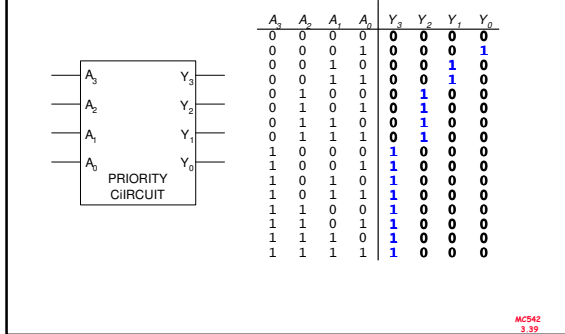 A3 A2 A1 A0 Y3 Y2 Y1 Y0
0 0 0 0 0 0 0 0
0 0 0 1 0 0 0 1
0 0 1 0 0 0 1 0
0 0 1 1 0 0 1 0
0 1 0 0 0 1 0 0
0 1 0 1 0 1 0 0
0 1 1 0 0 1 0 0
0 1 1 1 0 1 0 0
1 0 0 0 1 0 0 0
1 0 0 1 1 0 0 0
1 0 1 0 1 0 0 0
1 0 1 1 1 0 0 0
1 1 0 0 1 0 0 0
1 1 0 1 1 0 0 0
1 1 1 0 1 0 0 0
1 1 1 1 1 0 0 0
A3 Y3
A2 Y2
A1 Y1
A0 Y0
PRIORITY
CiIRCUIT
MC542
3.39